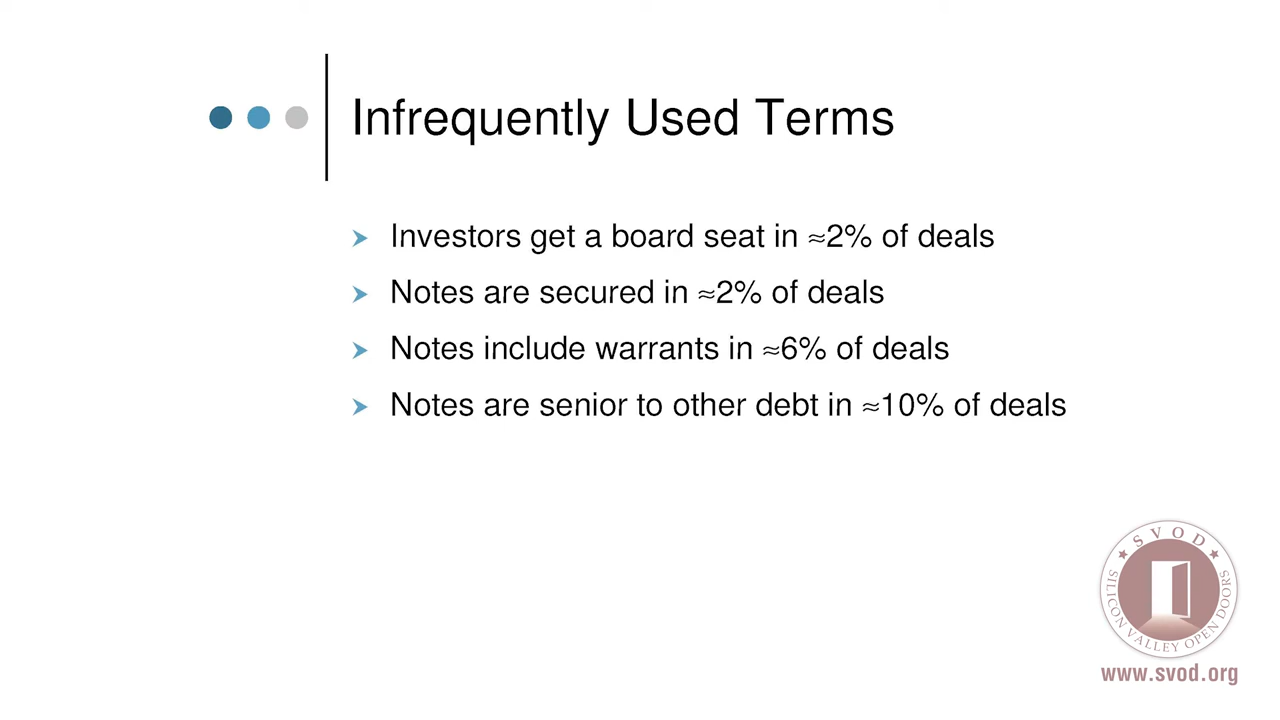 Infrequently Used Terms
Investors get a board seat in ≈2% of deals
Notes are secured in ≈2% of deals
Notes include warrants in ≈6% of deals
Notes are senior to other debt in ≈10% of deals
SVOD
SILICON VALLEY OPEN DOORS
www.svod.org